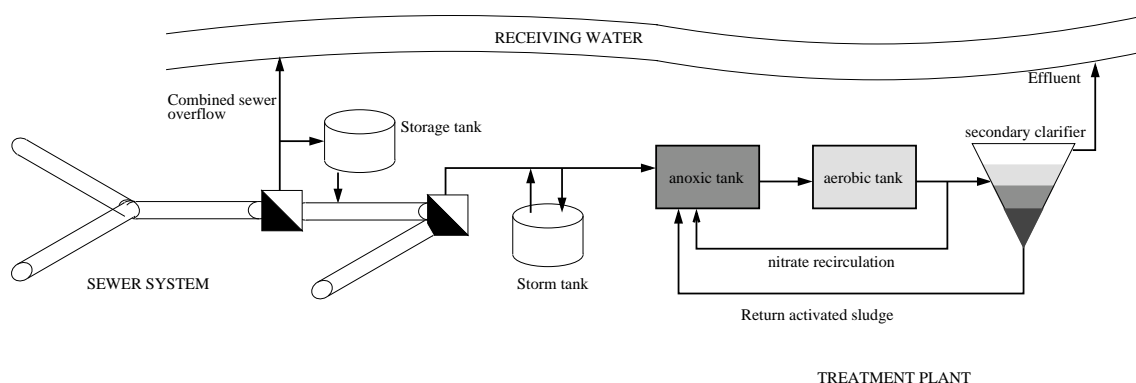 RECEIVING WATER
Effluent
Combined sewer
overflow
Storage tank
secondary clarifier
anoxic tank
aerobic tank
nitrate recirculation
SEWER SYSTEM
Storm tank
Return activated sludge
TREATMENT PLANT